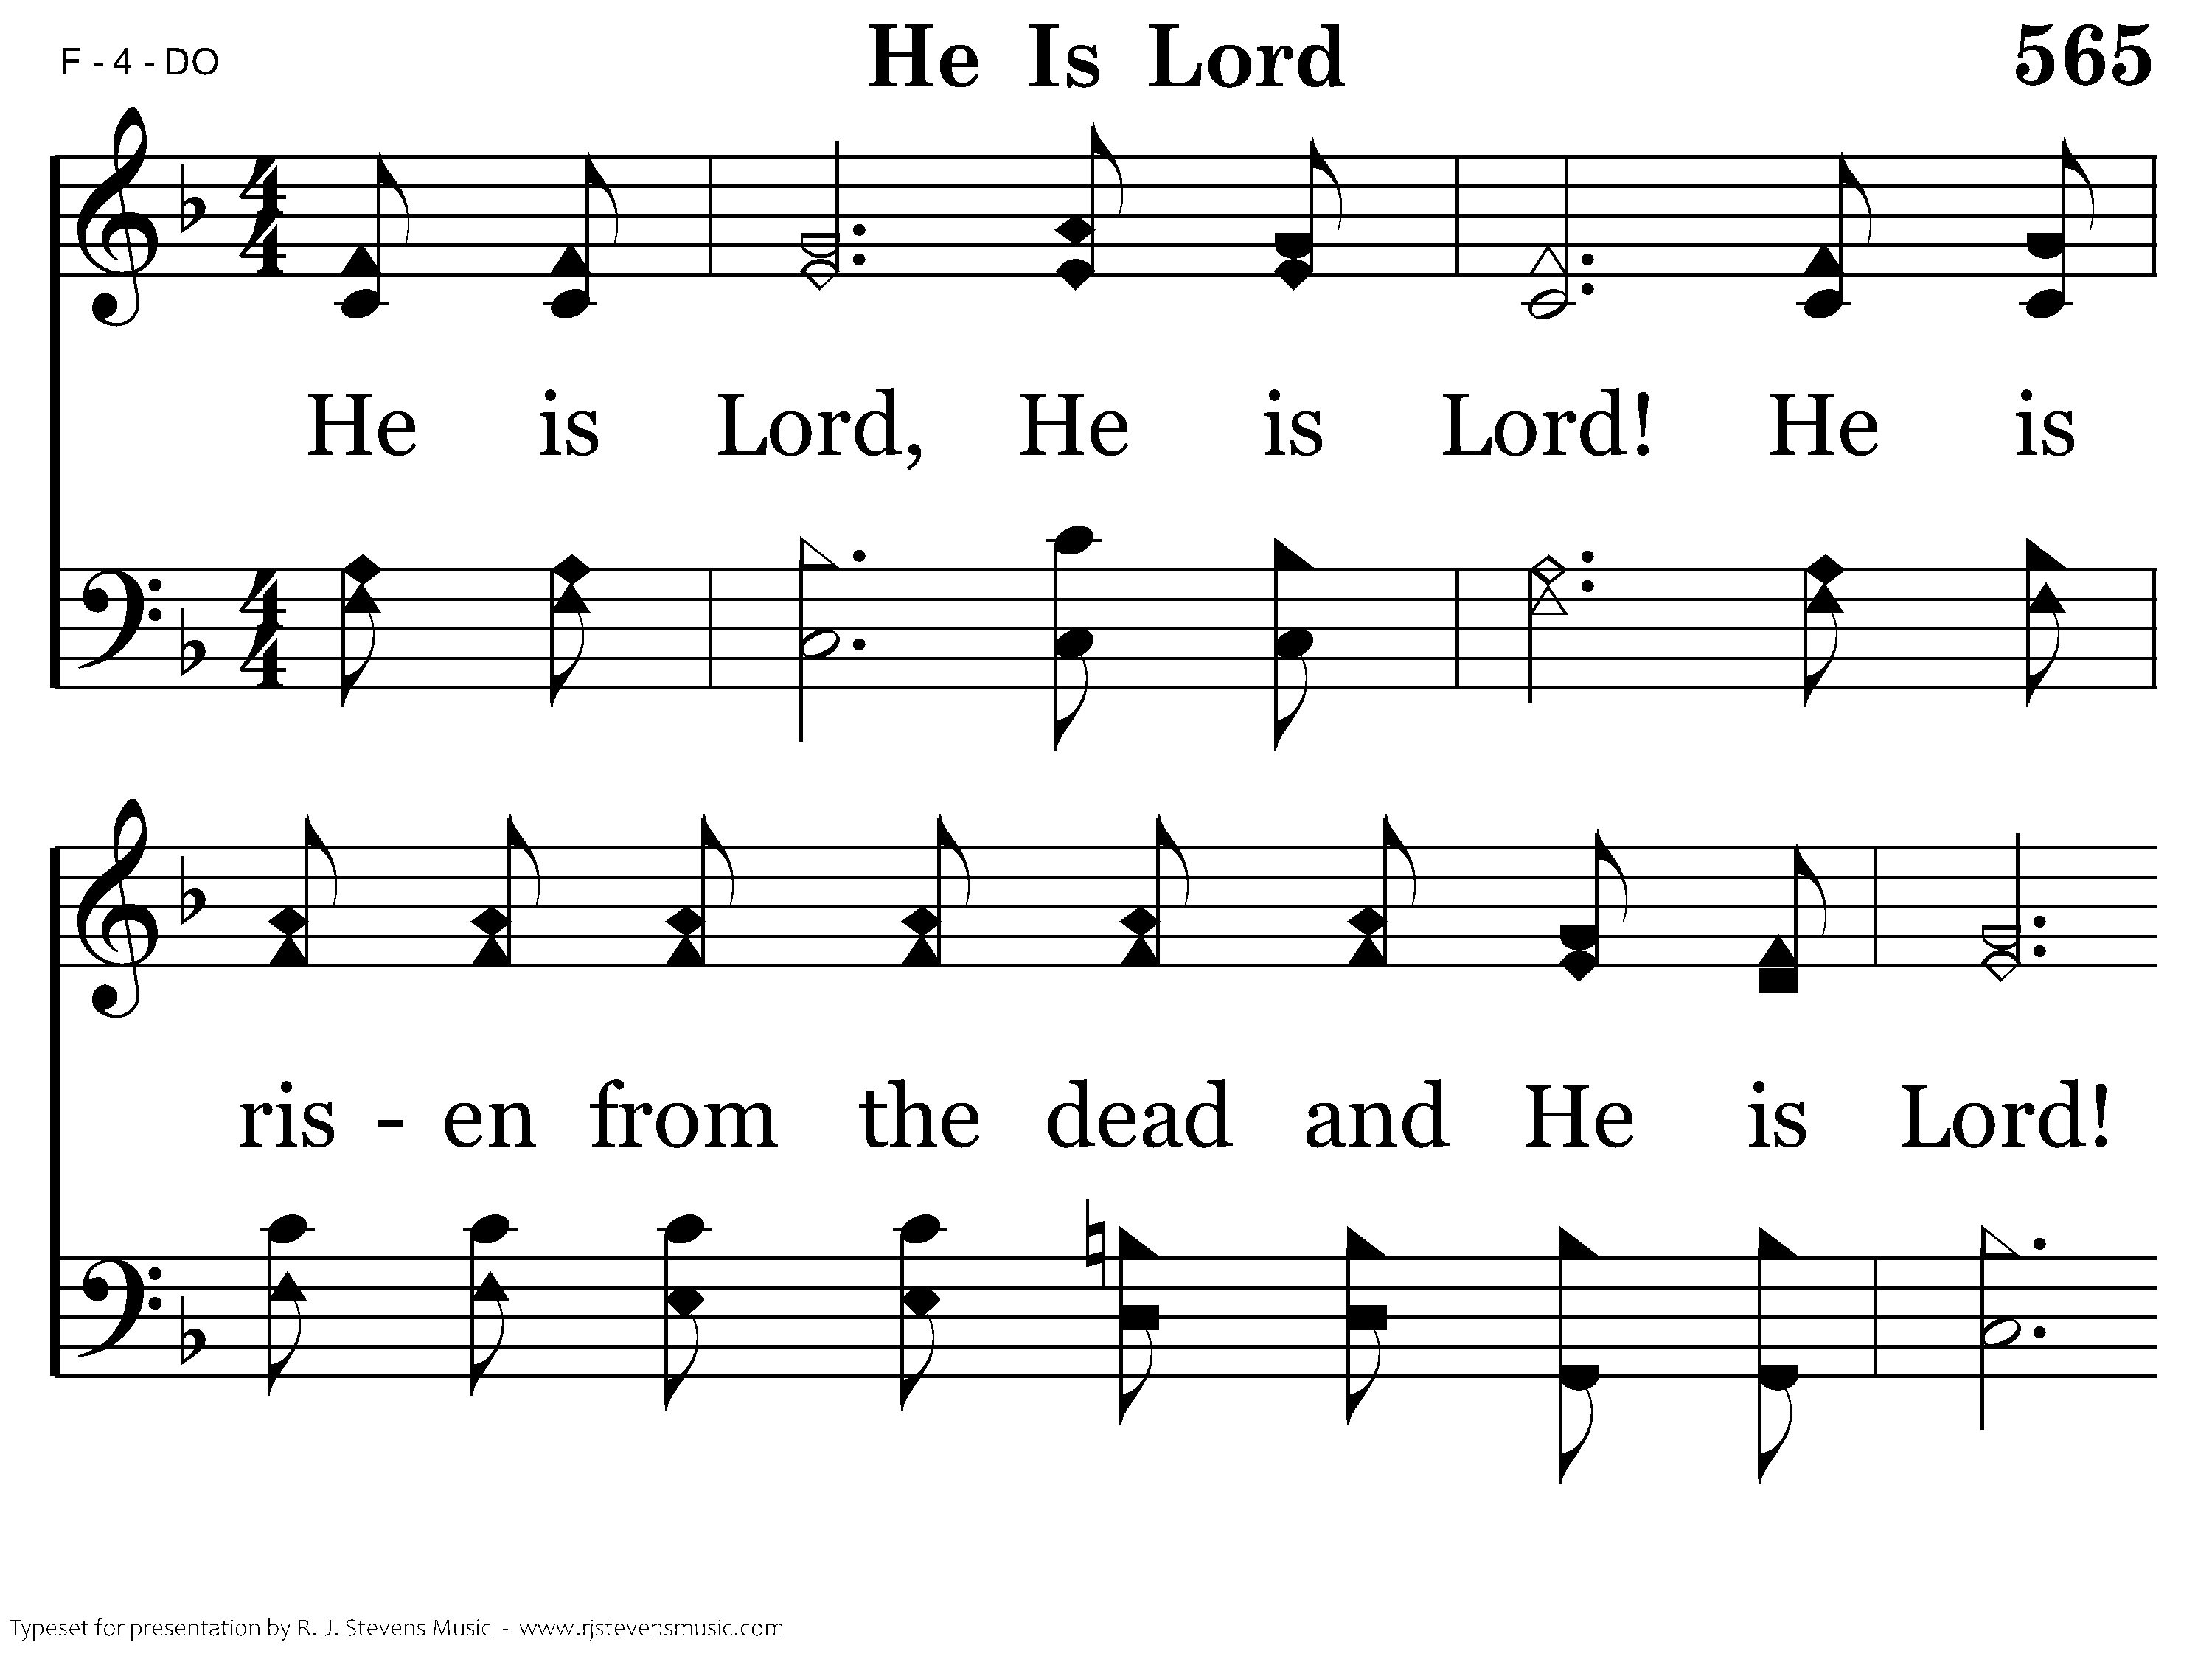 F - 4 - DO
He Is Lord
565
He is Lord, He is Lord! He is
ris - en from the dead and He is Lord!
Typeset for presentation by R. J. Stevens Music - www.rjstevensmusic.com